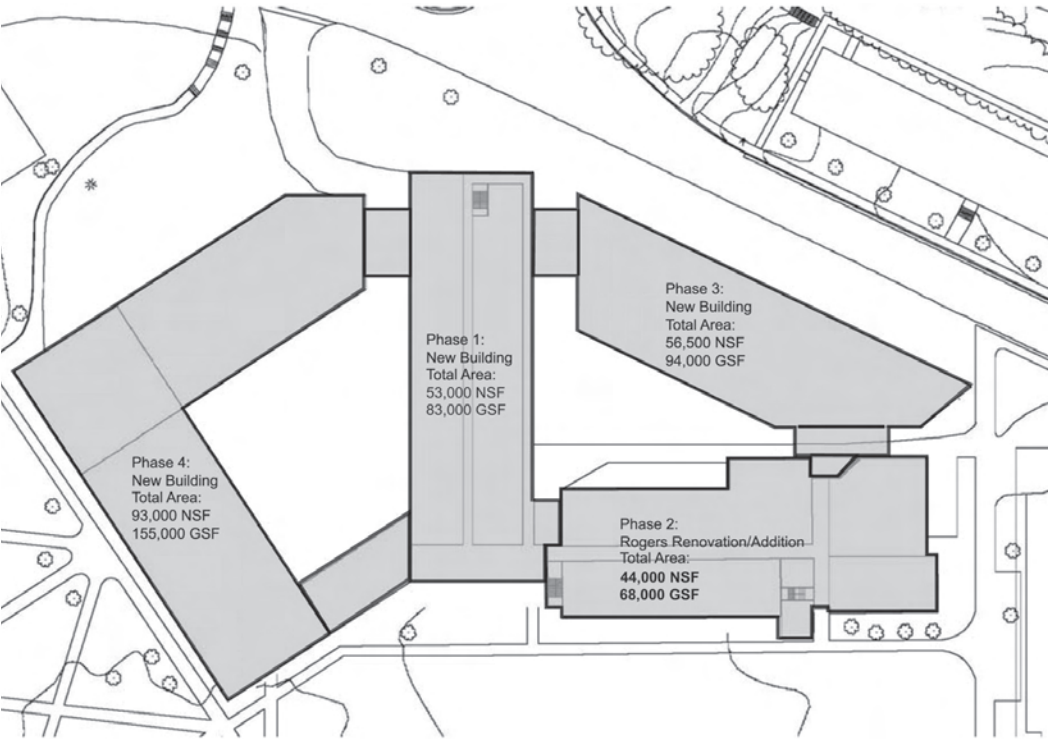 Phase 3:
New Building
Total Area:
56,500 NSF
94,000 GSF
Phase 1:
New Building
Total Area:
53,000 NSF
83,000 GSF
Phase 4:
New Building
Total Area:
93,000 NSF
155,000 GSF
Phase 2:
Rogers Renovation/Addition
Total Area:
44,000 NSF
68,000 GSF